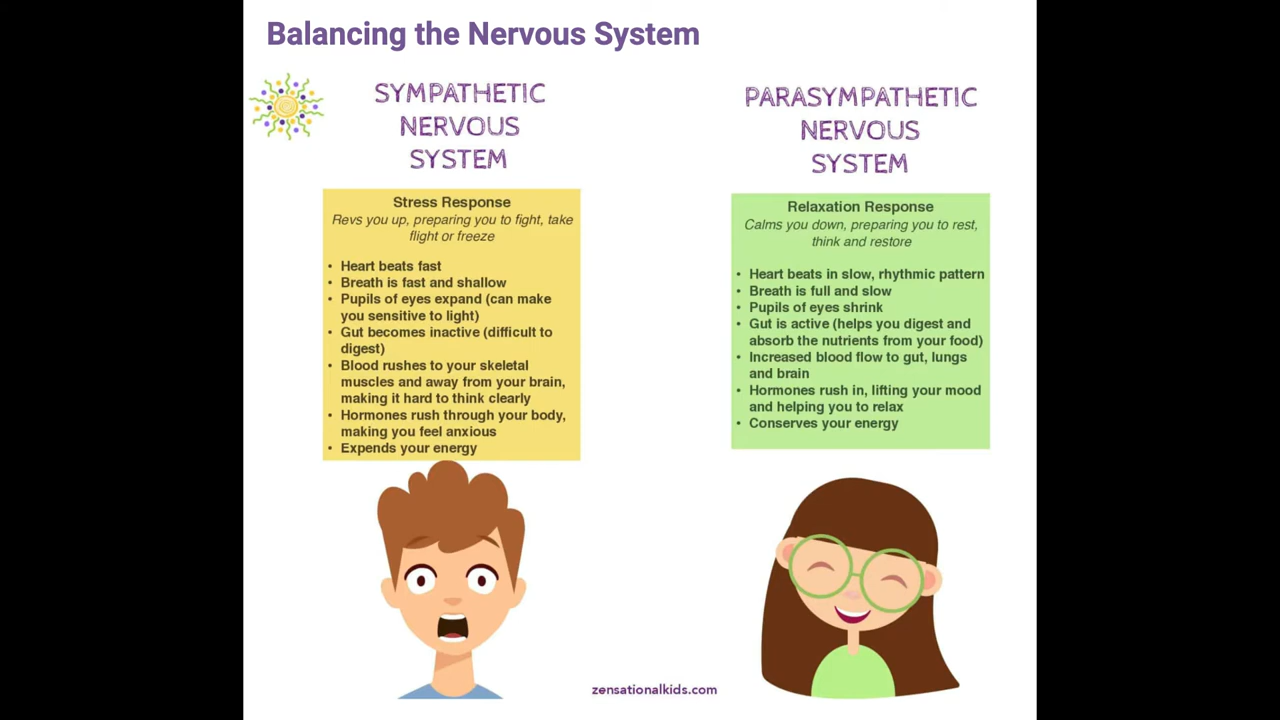 Balancing the Nervous System
SYMPATHETIC
NERVOUS
SYSTEM
Stress Response
Revs you up, preparing you to fight, take
flight or freeze
• Heart beats fast
• Breath is fast and shallow
• Pupils of eyes expand (can make
you sensitive to light)
• Gut becomes inactive (difficult to
digest)
• Blood rushes to your skeletal
muscles and away from your brain,
making it hard to think clearly
• Hormones rush through your body,
making you feel anxious
• Expends your energy
PARASYMPATHETIC
NERVOUS
SYSTEM
Relaxation Response
Calms you down, preparing you to rest,
think and restore
• Heart beats in slow, rhythmic pattern
• Breath is full and slow
• Pupils of eyes shrink
• Gut is active (helps you digest and
absorb the nutrients from your food)
• Increased blood flow to gut, lungs
and brain
• Hormones rush in, lifting your mood
and helping you to relax
• Conserves your energy
zensationalkids.com